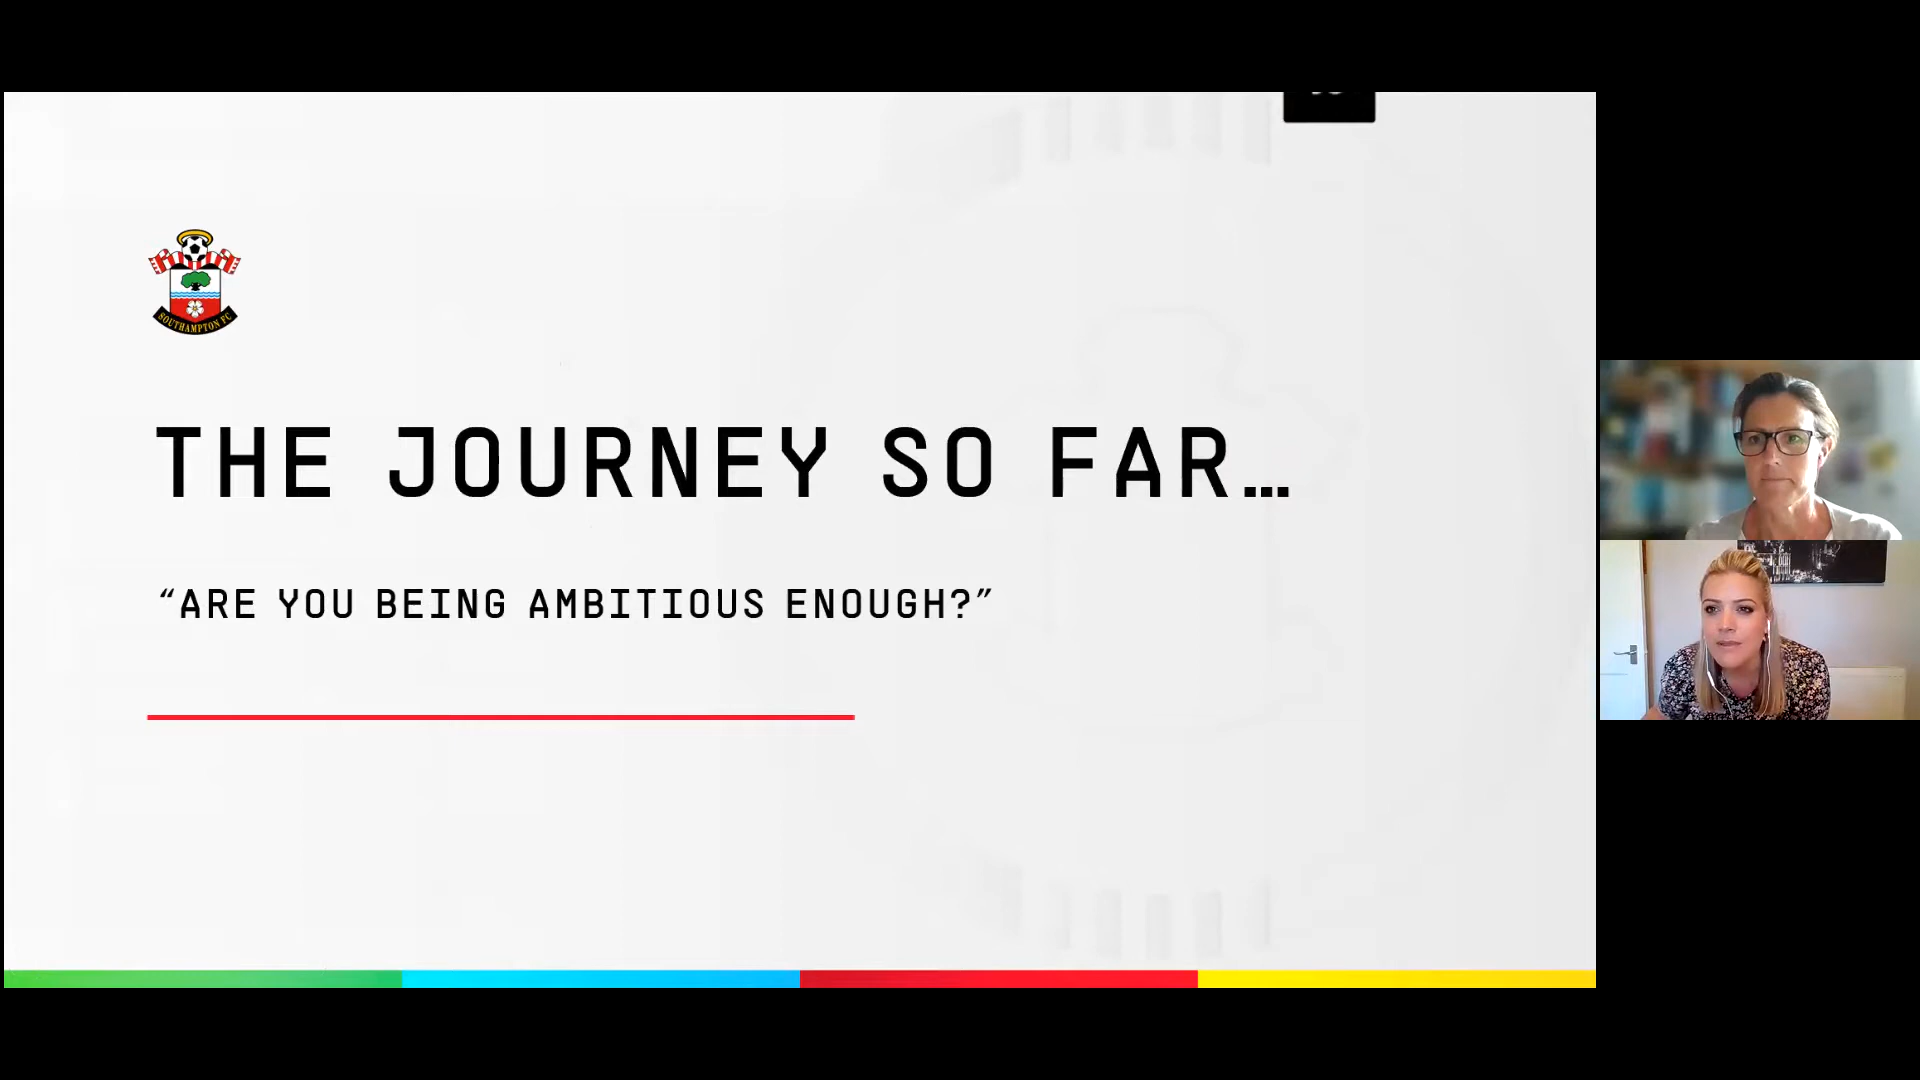 SOUTHAMPTON FC
THE JOURNEY SO FAR…
“ARE YOU BEING AMBITIOUS ENOUGH?”